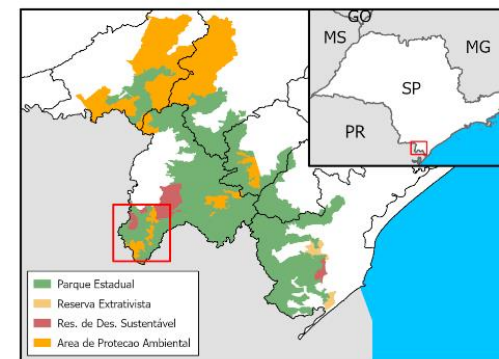 GO
MS
MG
SP
PR
Parque Estadual
Reserva Extrativista
Res. de Des. Sustentável
Area de Protecao Ambiental